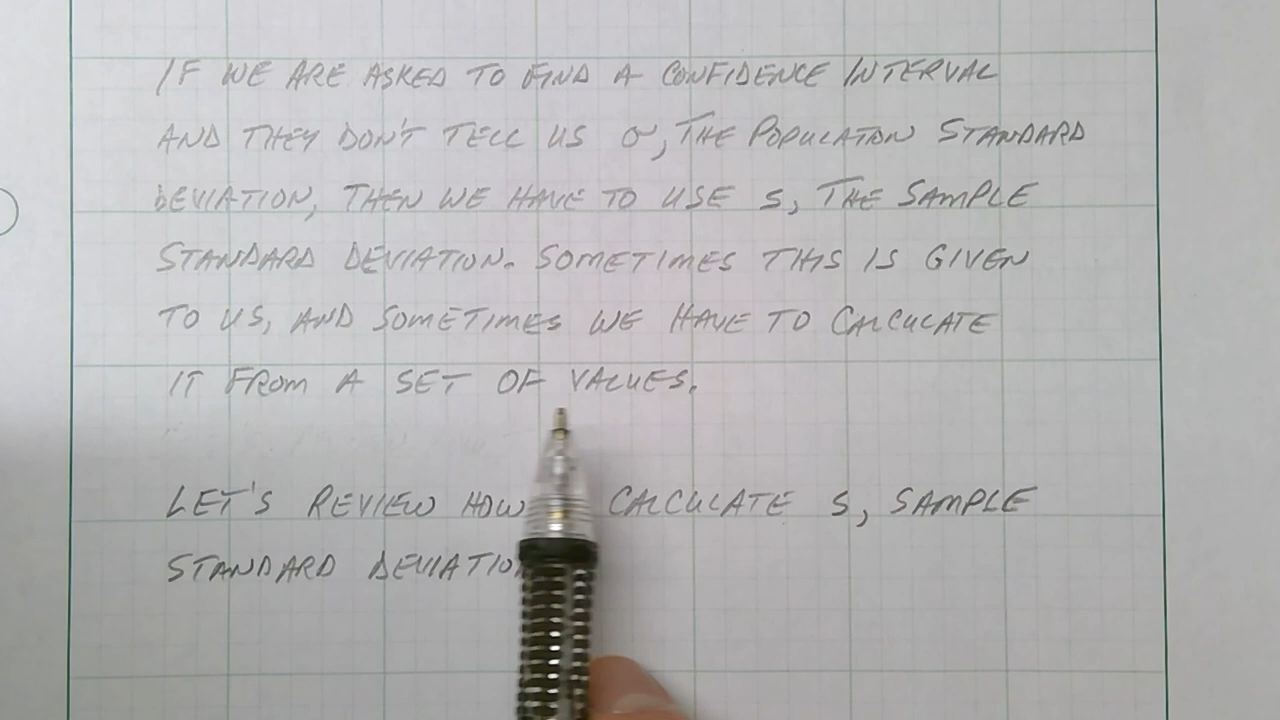 IF WE ARE ASKED TO FIND A CONFIDENCE INTERVAL
AND THEY DON'T TELL US σ, THE POPULATION STANDARD
DEVIATION, THEN WE HAVE TO USE s, THE SAMPLE
STANDARD DEVIATION. SOMETIMES THIS IS GIVEN
TO US, AND SOMETIMES WE HAVE TO CALCULATE
IT FROM A SET OF VALUES.
LET'S REVIEW HOW CALCULATE s, SAMPLE
STANDARD DEVIATIO